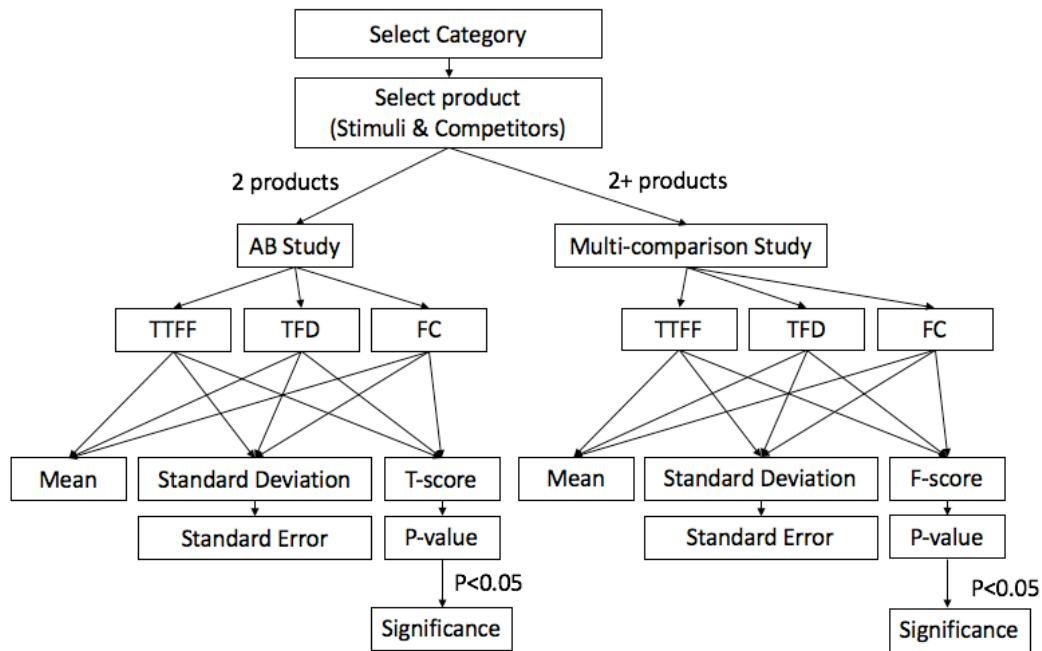 Select Category
Select product
(Stimuli & Competitors)
2 products
2+ products
AB Study
Multi-comparison Study
TTFF
TFD
FC
TTFF
TFD
FC
Mean
Standard Deviation
T-score
Mean
Standard Deviation
F-score
Standard Error
P-value
Standard Error
P-value
P<0.05
P<0.05
Significance
Significance